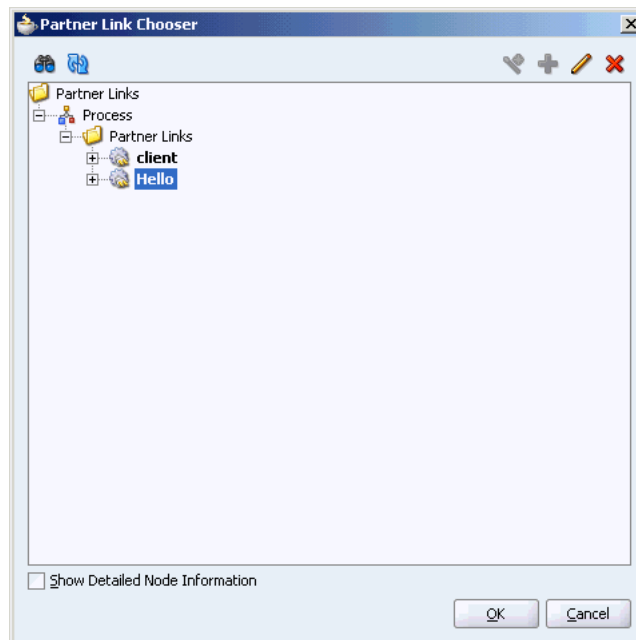 Partner Link Chooser
Partner Links
Process
Partner Links
client
Hello
Show Detailed Node Information
OK
Cancel